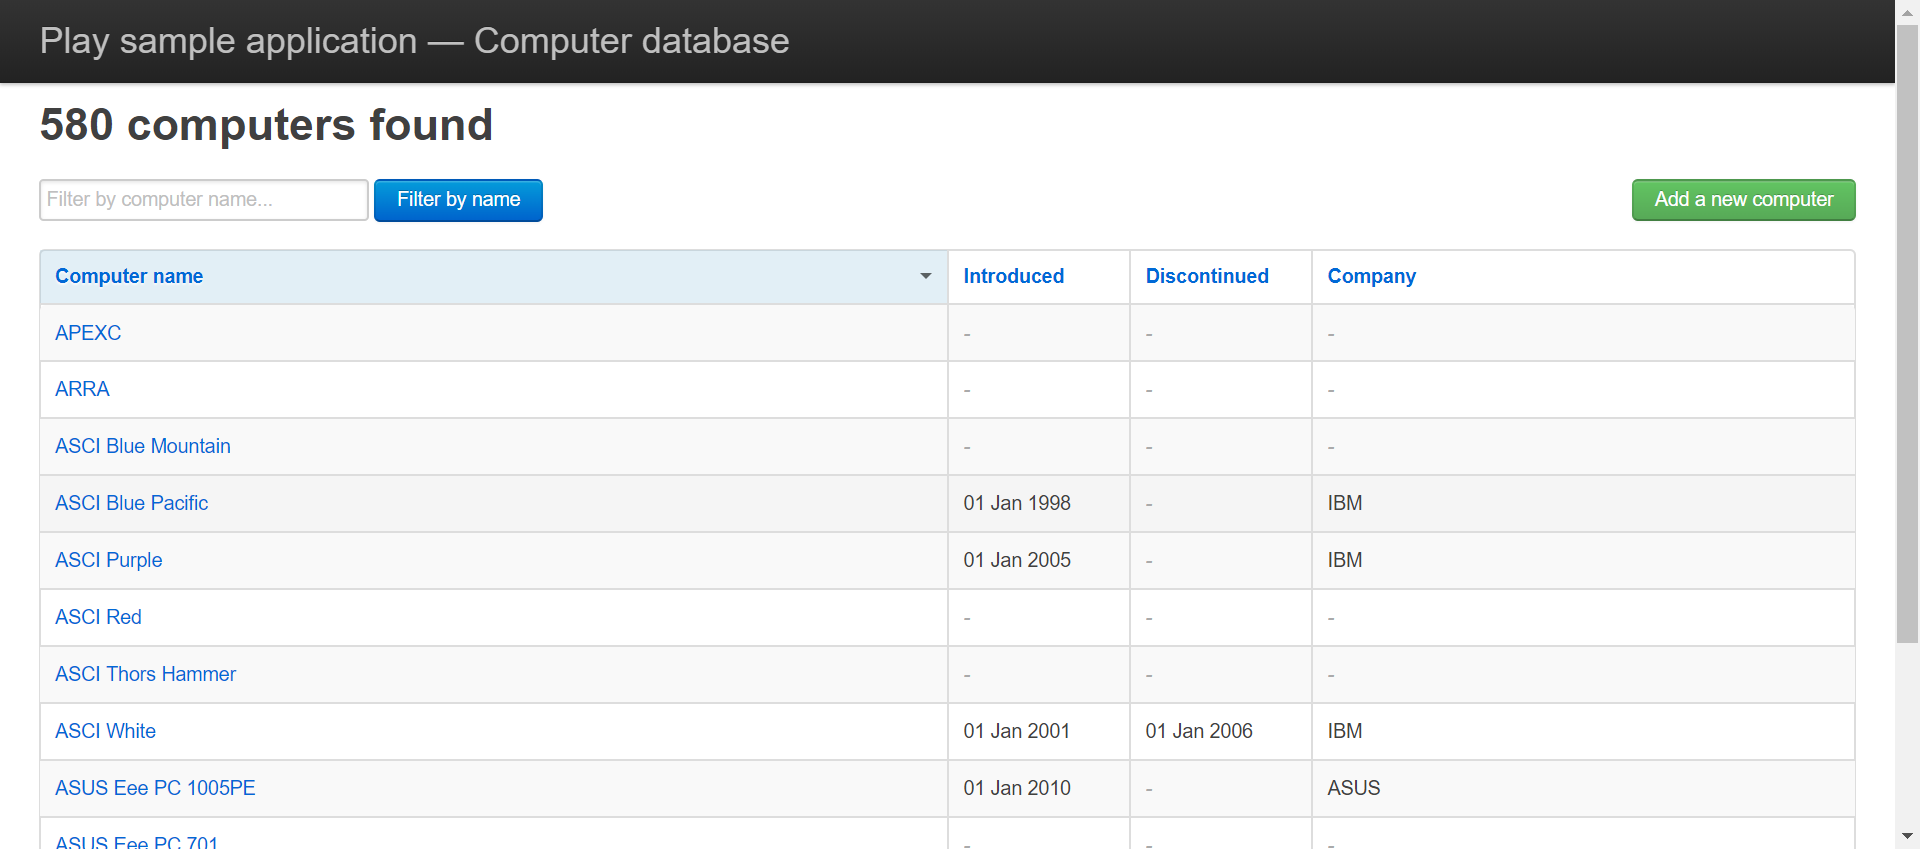 Play sample application — Computer database
580 computers found
Filter by computer name... Filter by name Add a new computer
Computer name Introduced Discontinued Company
APEXC - - -
ARRA - - -
ASCI Blue Mountain - - -
ASCI Blue Pacific 01 Jan 1998 - IBM
ASCI Purple 01 Jan 2005 - IBM
ASCI Red - - -
ASCI Thors Hammer - - -
ASCI White 01 Jan 2001 01 Jan 2006 IBM
ASUS Eee PC 1005PE 01 Jan 2010 - ASUS
ASUS Eee PC 701 - - -